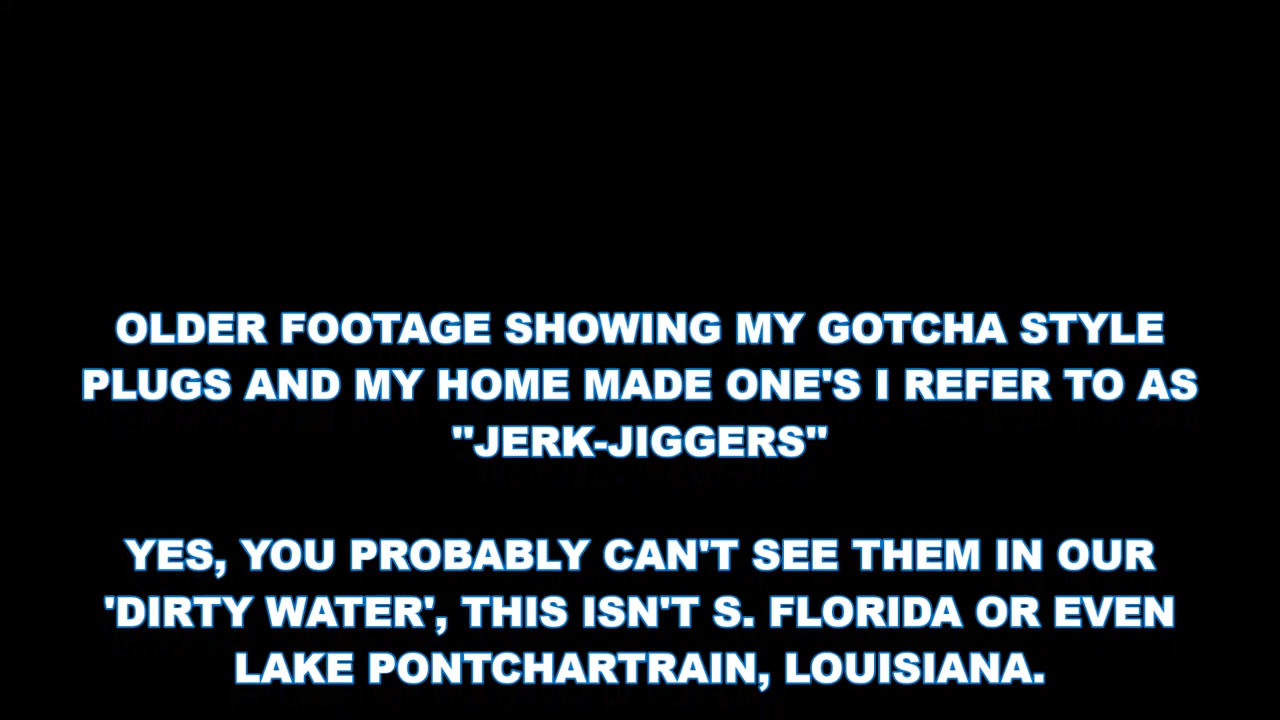 OLDER FOOTAGE SHOWING MY GOTCHA STYLE
PLUGS AND MY HOME MADE ONE'S I REFER TO AS
"JERK-JIGGERS"
YES, YOU PROBABLY CAN'T SEE THEM IN OUR
'DIRTY WATER', THIS ISN'T S. FLORIDA OR EVEN
LAKE PONTCHARTRAIN, LOUISIANA.